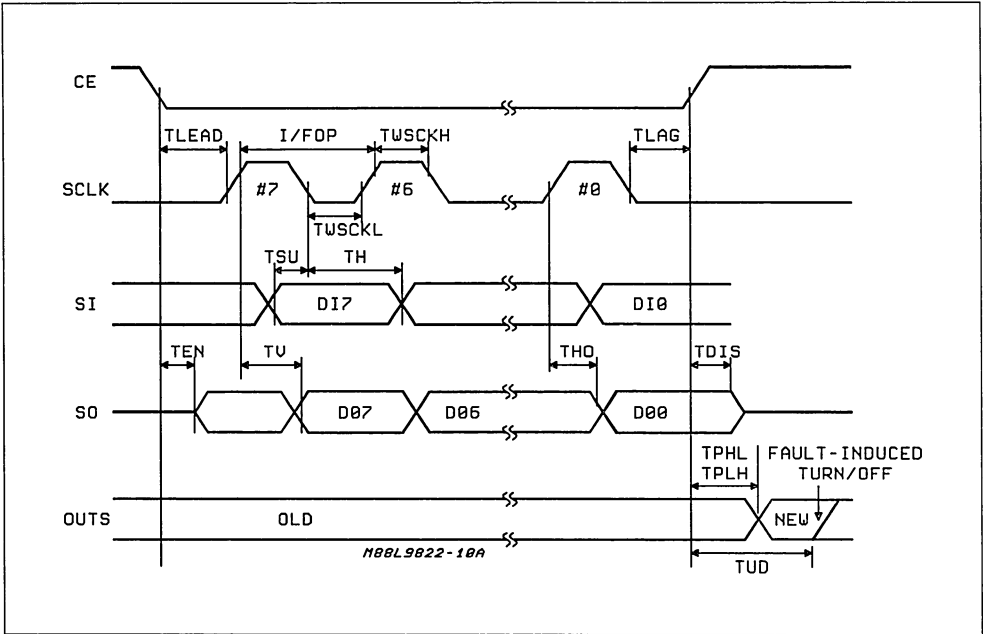 CE
TLEAD I/FOP TWSCKH TLAG
SCLK #7 #6 #0
TWSCKL
TSU TH
SI DI7 DI0
TEN TV THO TDIS
SO D07 D06 D00
TPHL FAULT-INDUCED
TPLH TURN/OFF
OUTS OLD NEW
M88L9822-10A
TUD